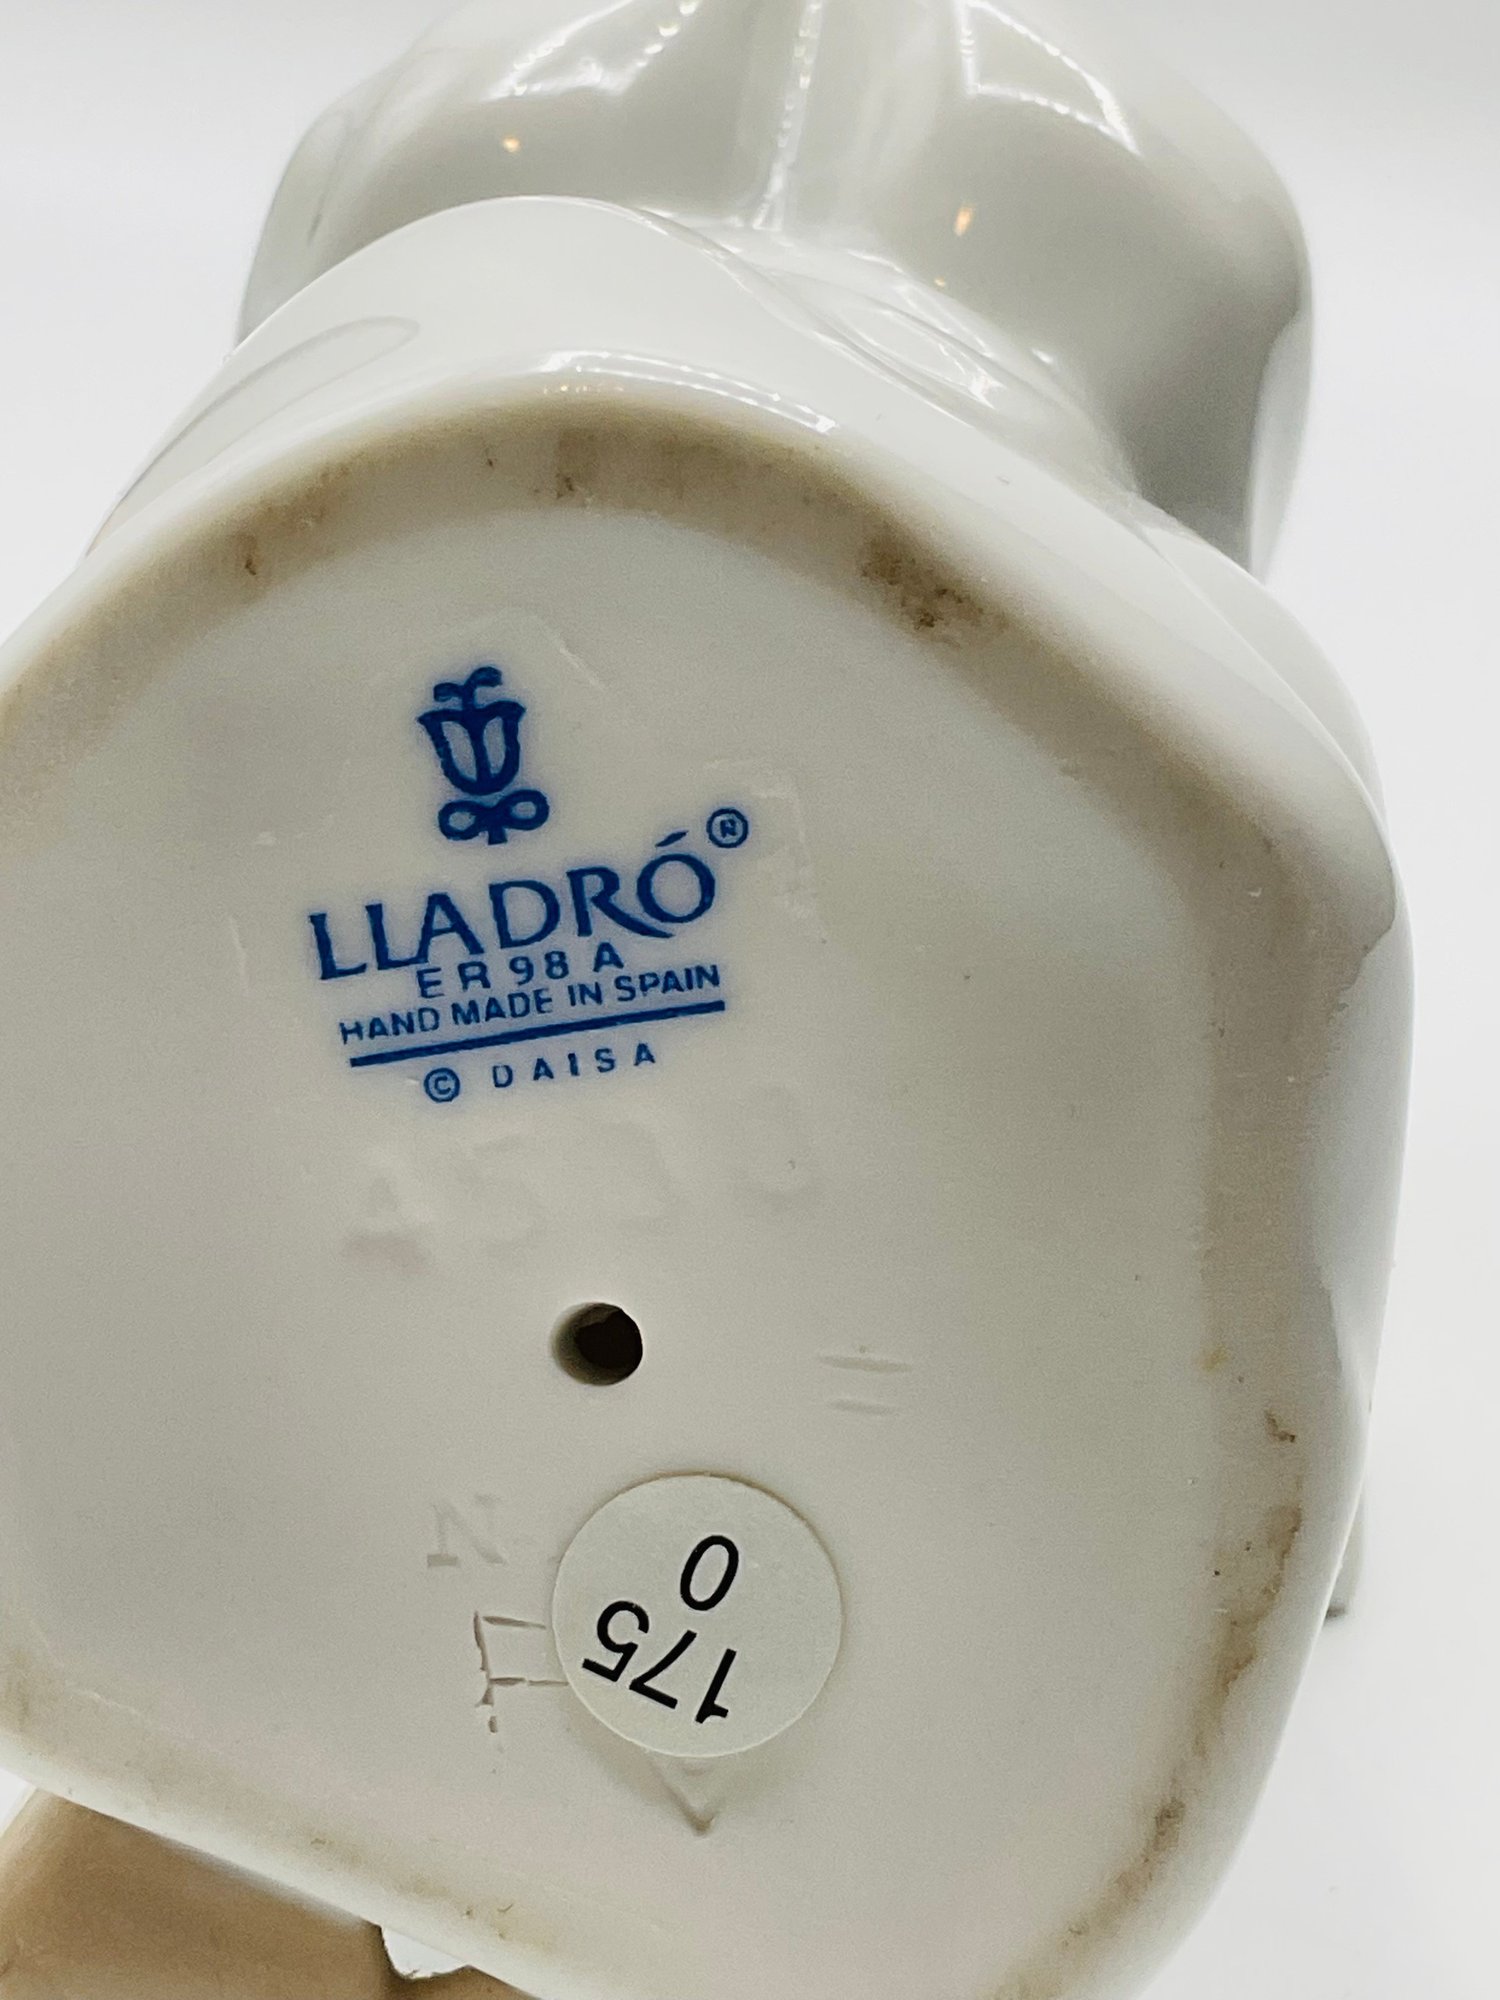 LLADRÓ®
ER 98 A
HAND MADE IN SPAIN
© DAISA
N
175
0